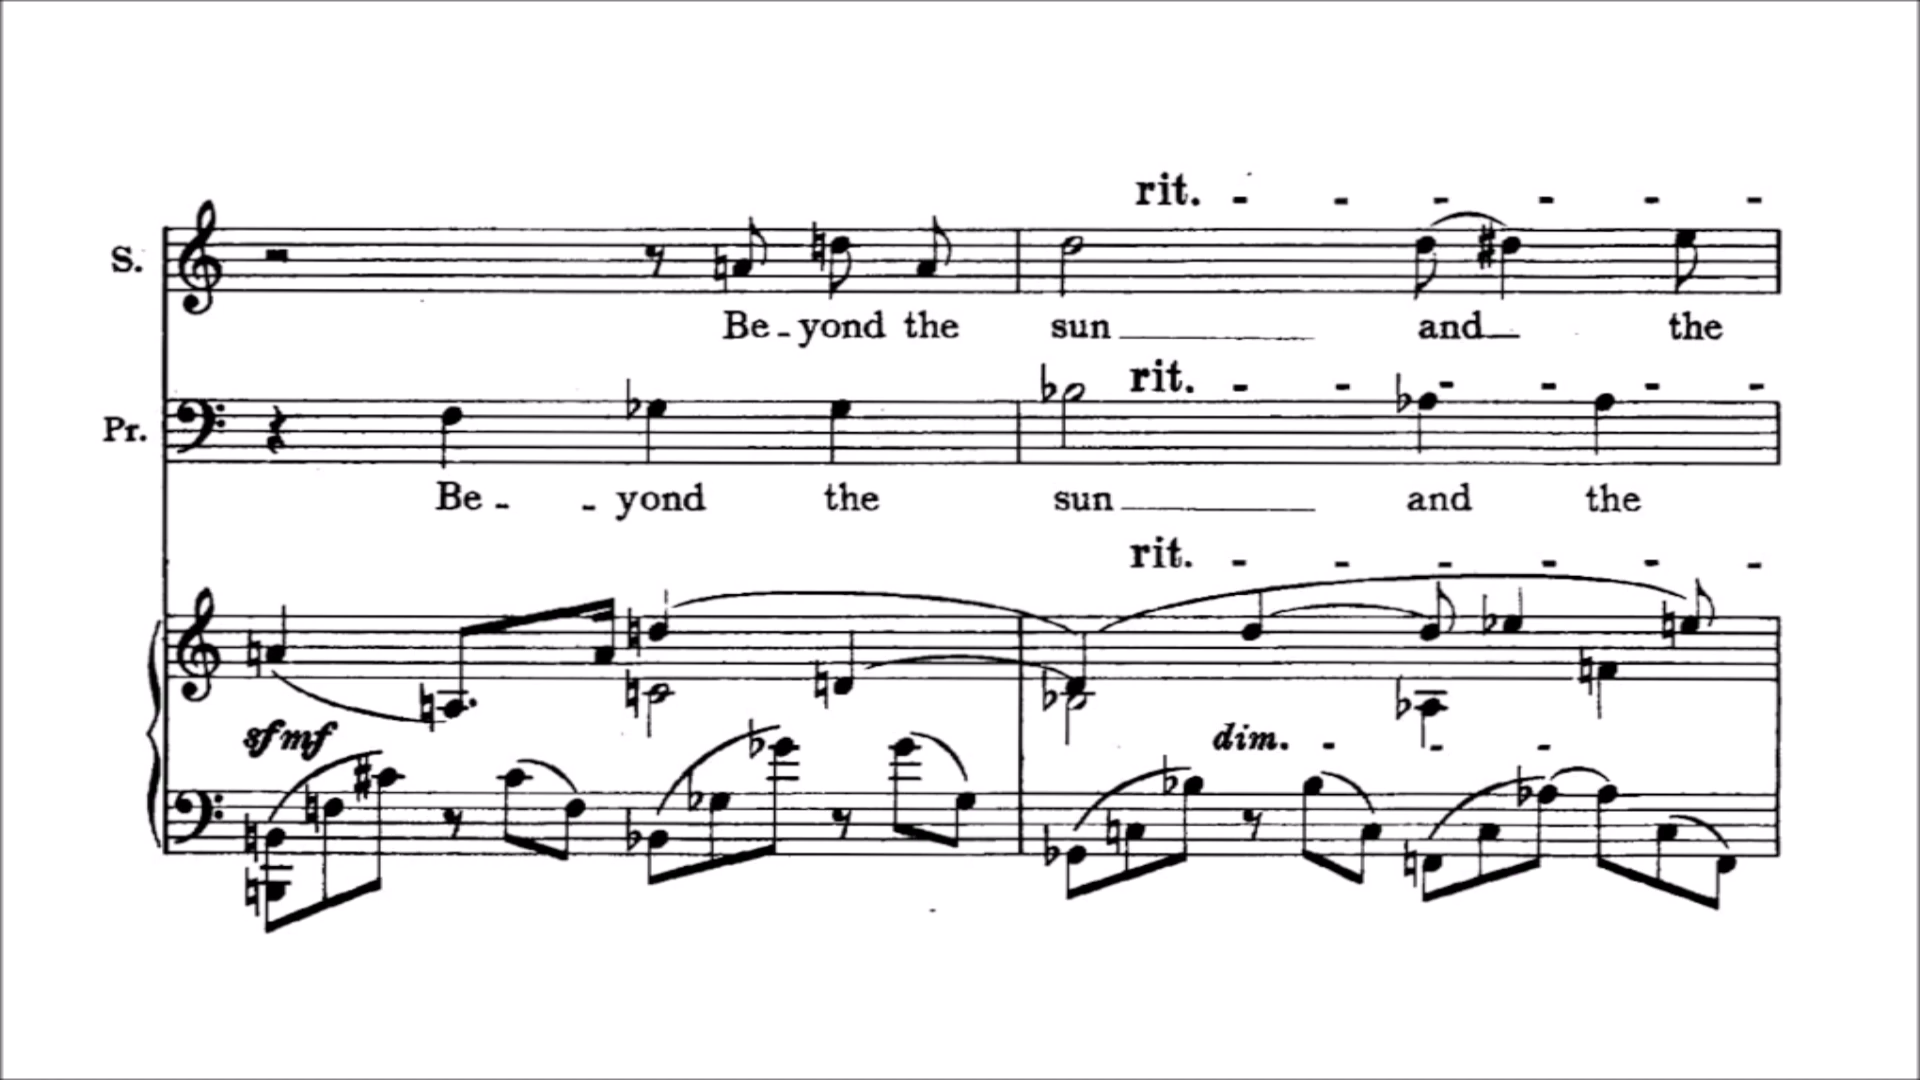 rit. - - - - - -
S.
Be - yond the sun and the
rit. - - - - - -
Pr.
Be - - yond the sun and the
rit. - - - - - -
sf mf dim. - - -